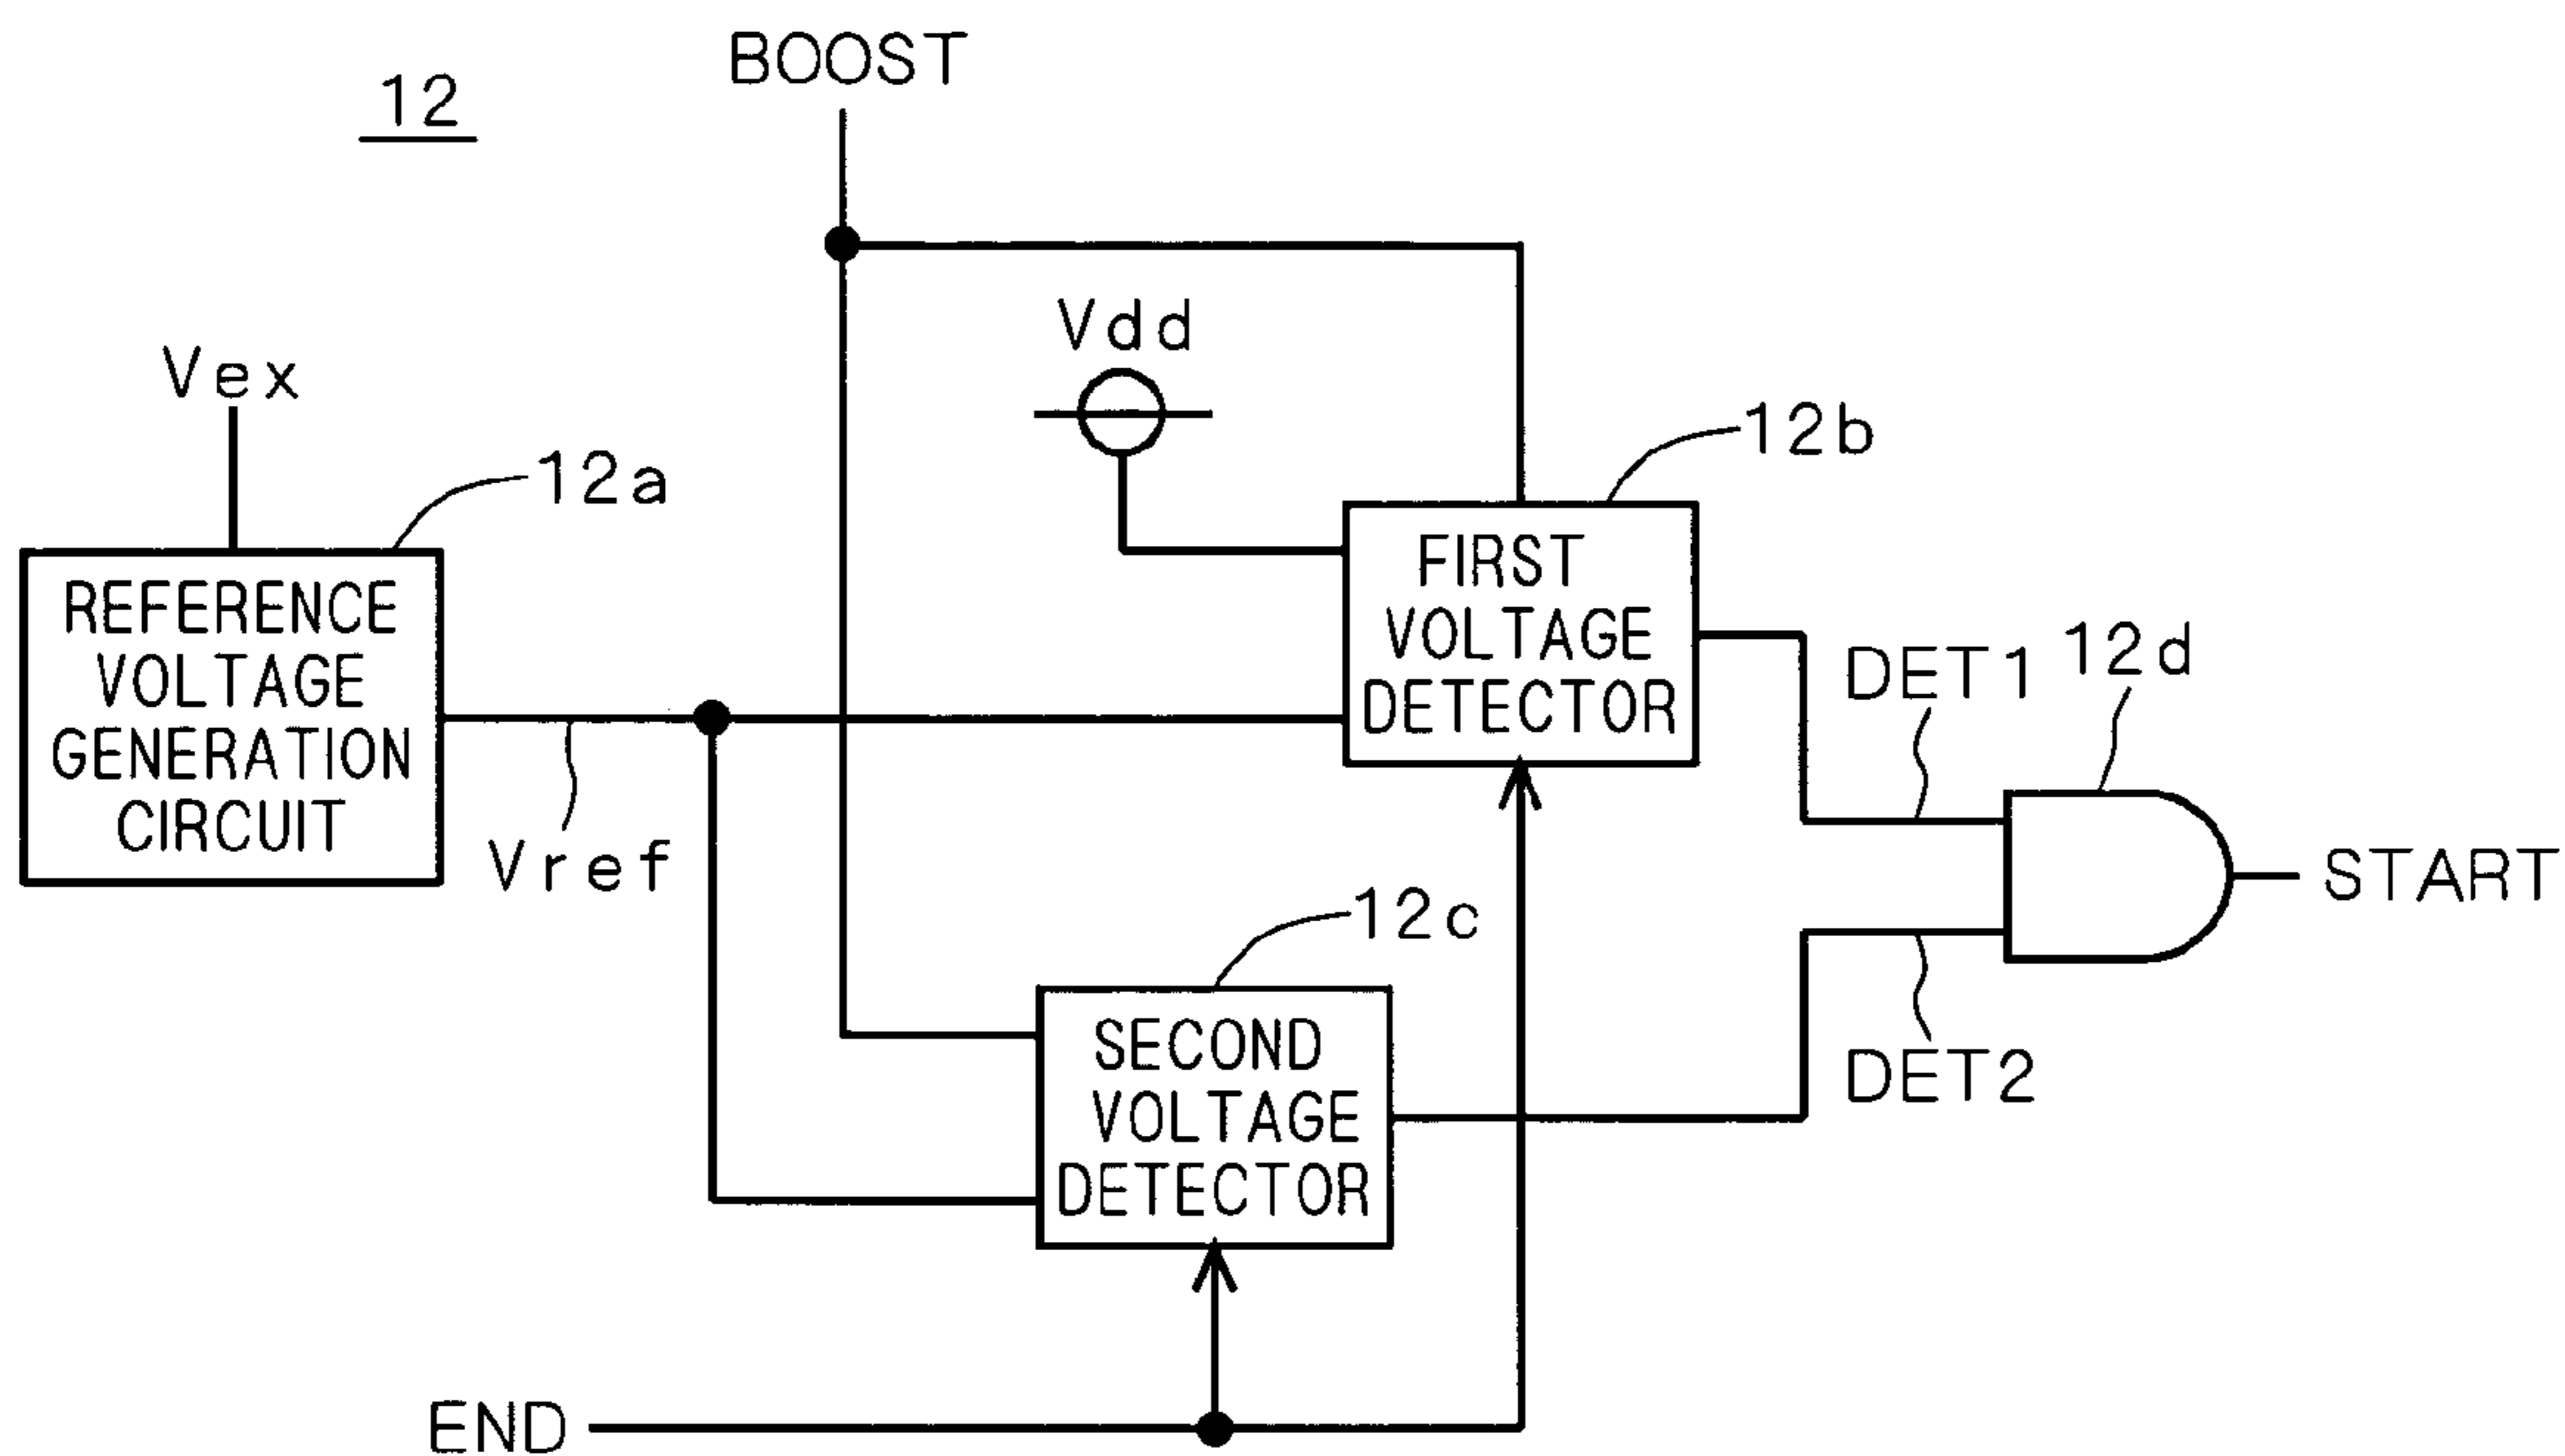 BOOST
12
Vdd
Vex
12b
12a
FIRST
VOLTAGE
DETECTOR
REFERENCE
VOLTAGE
GENERATION
CIRCUIT
DET1
12d
Vref
START
12c
SECOND
VOLTAGE
DETECTOR
DET2
END